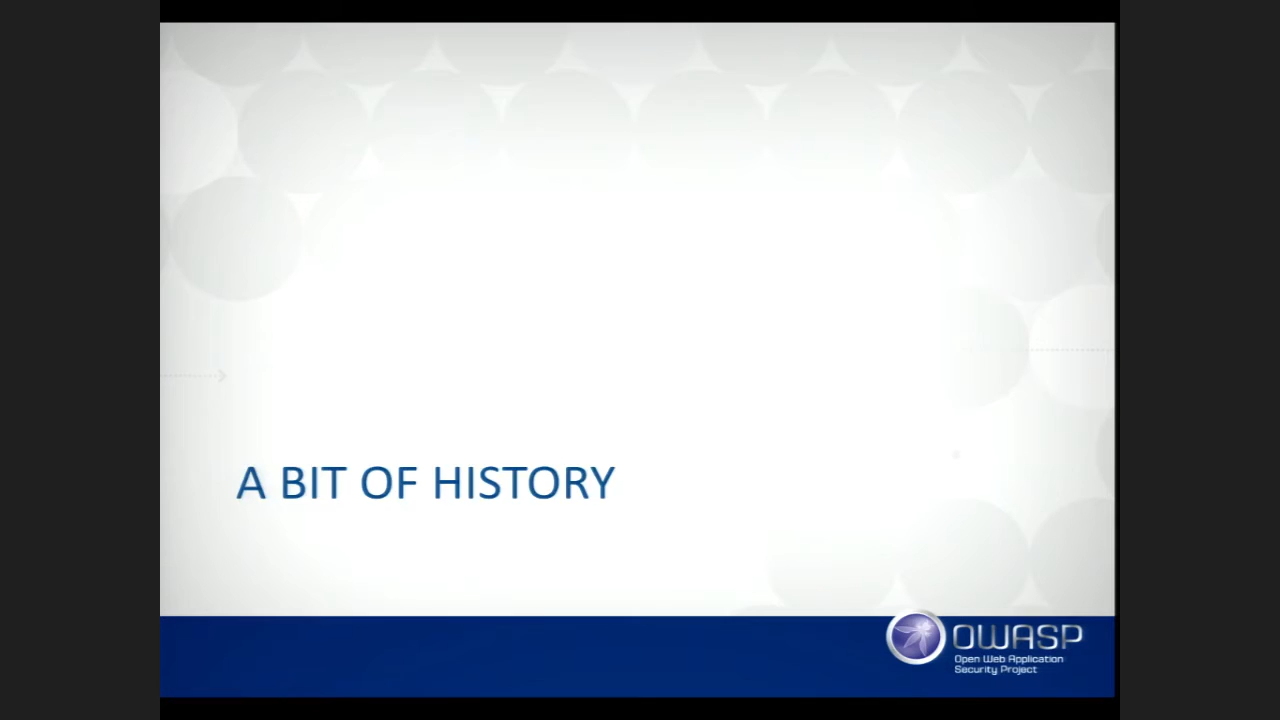 A BIT OF HISTORY
OWASP
Open Web Application
Security Project